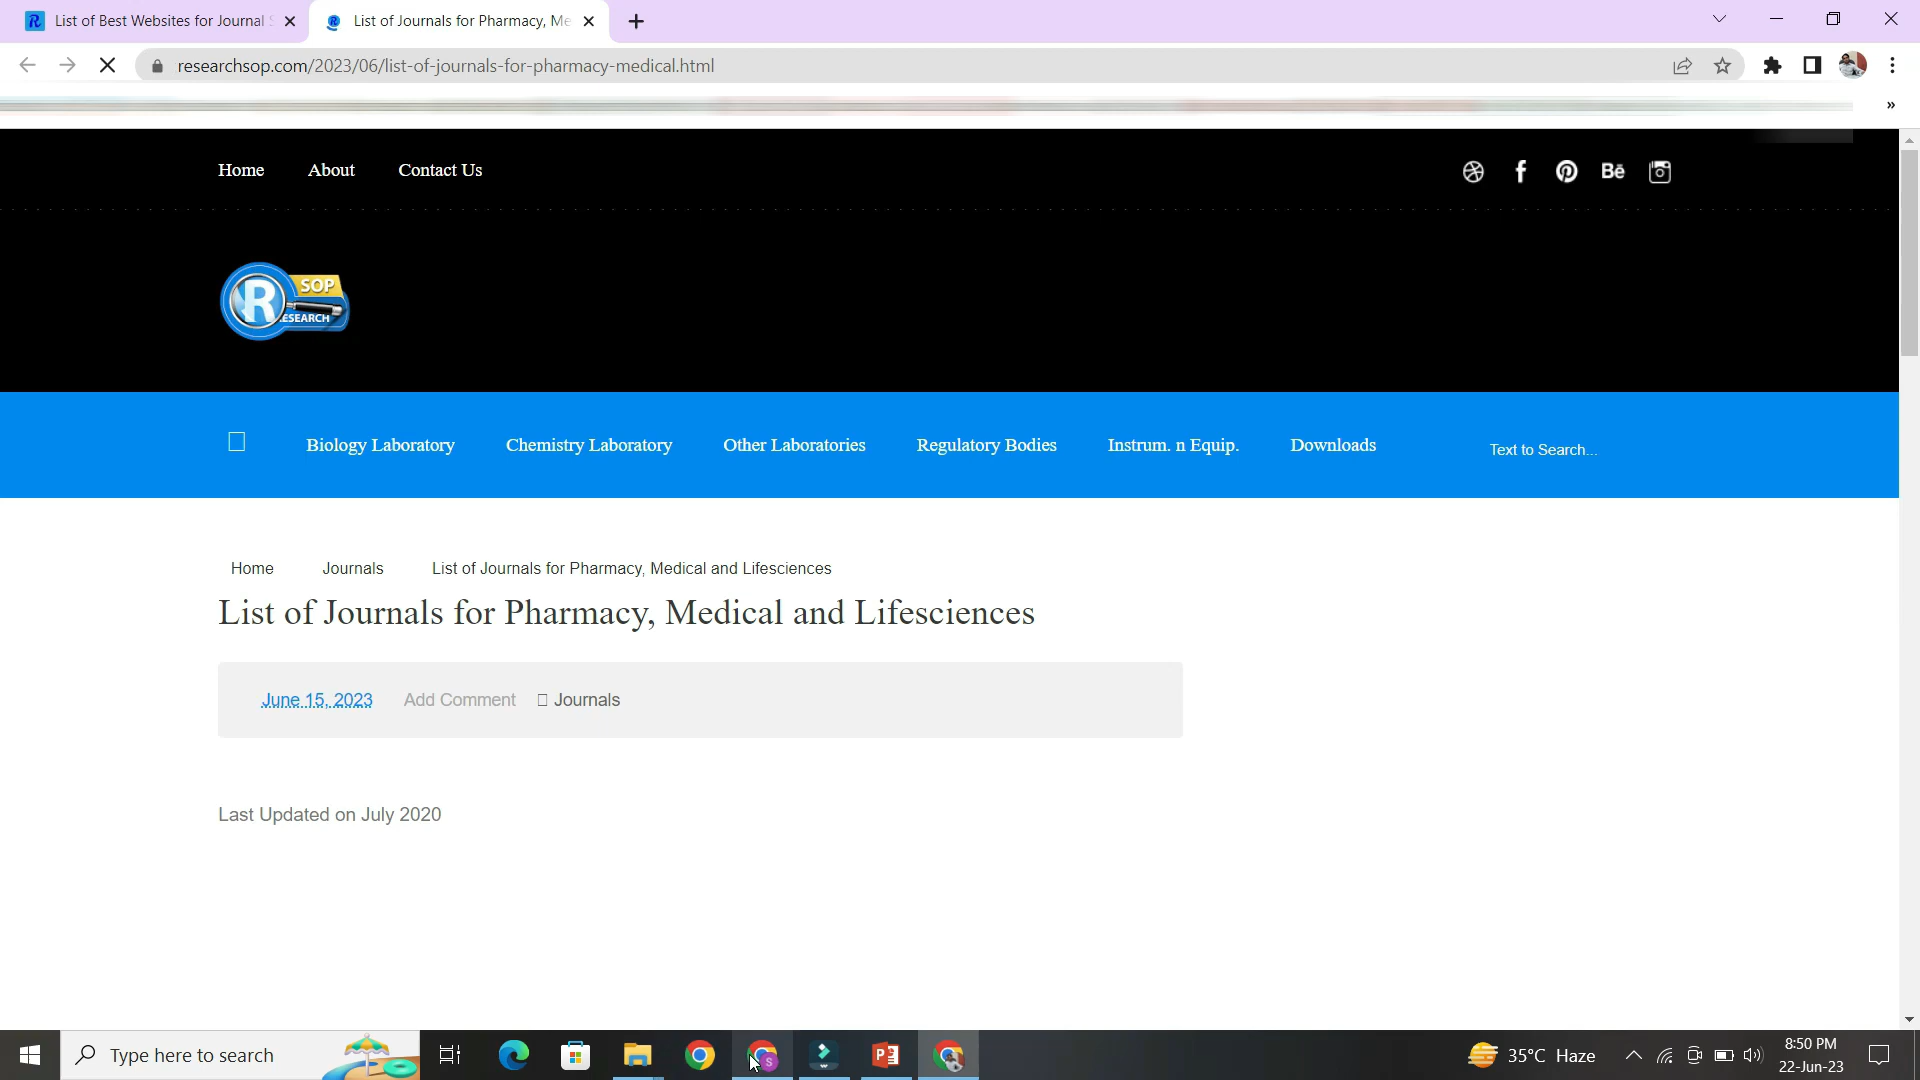 List of Best Websites for Journal
List of Journals for Pharmacy, Me
researchsop.com/2023/06/list-of-journals-for-pharmacy-medical.html
Home About Contact Us
Bē
R SOP
RESEARCH
Biology Laboratory Chemistry Laboratory Other Laboratories Regulatory Bodies Instrum. n Equip. Downloads Text to Search...
Home Journals List of Journals for Pharmacy, Medical and Lifesciences
List of Journals for Pharmacy, Medical and Lifesciences
June 15, 2023 Add Comment Journals
Last Updated on July 2020
Type here to search
35°C Haze
8:50 PM
22-Jun-23